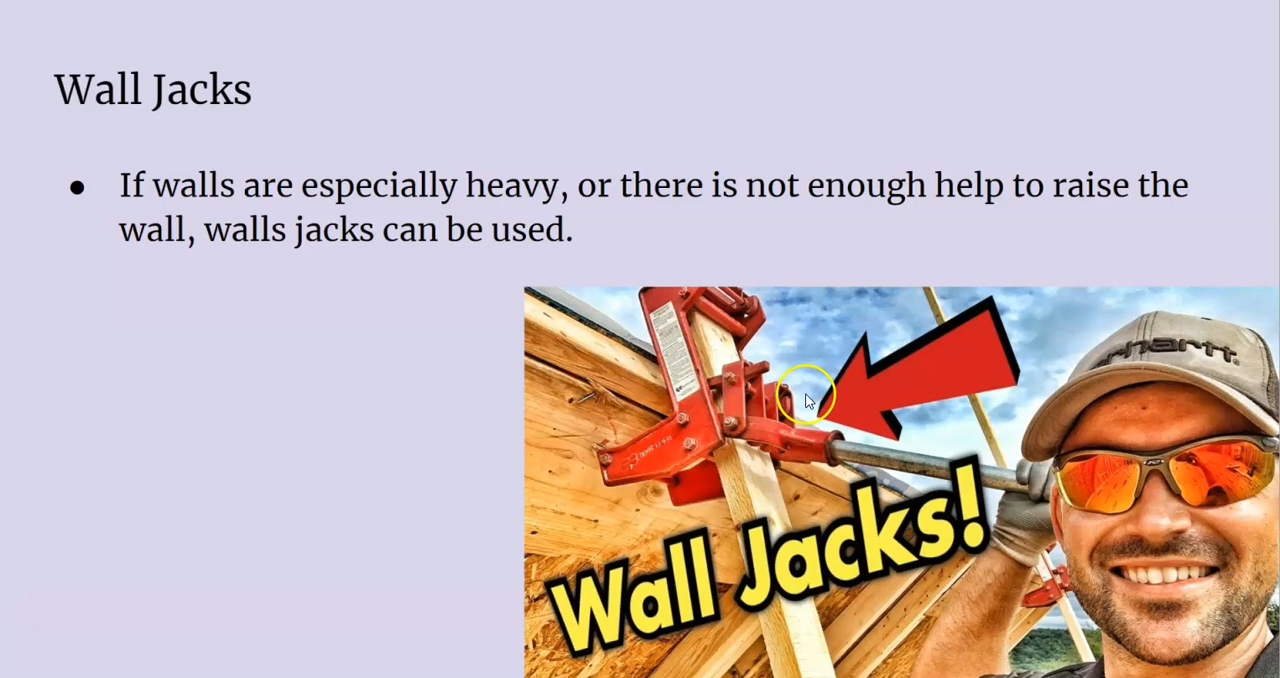 Wall Jacks
● If walls are especially heavy, or there is not enough help to raise the
wall, walls jacks can be used.
rhartt.
Wall Jacks!